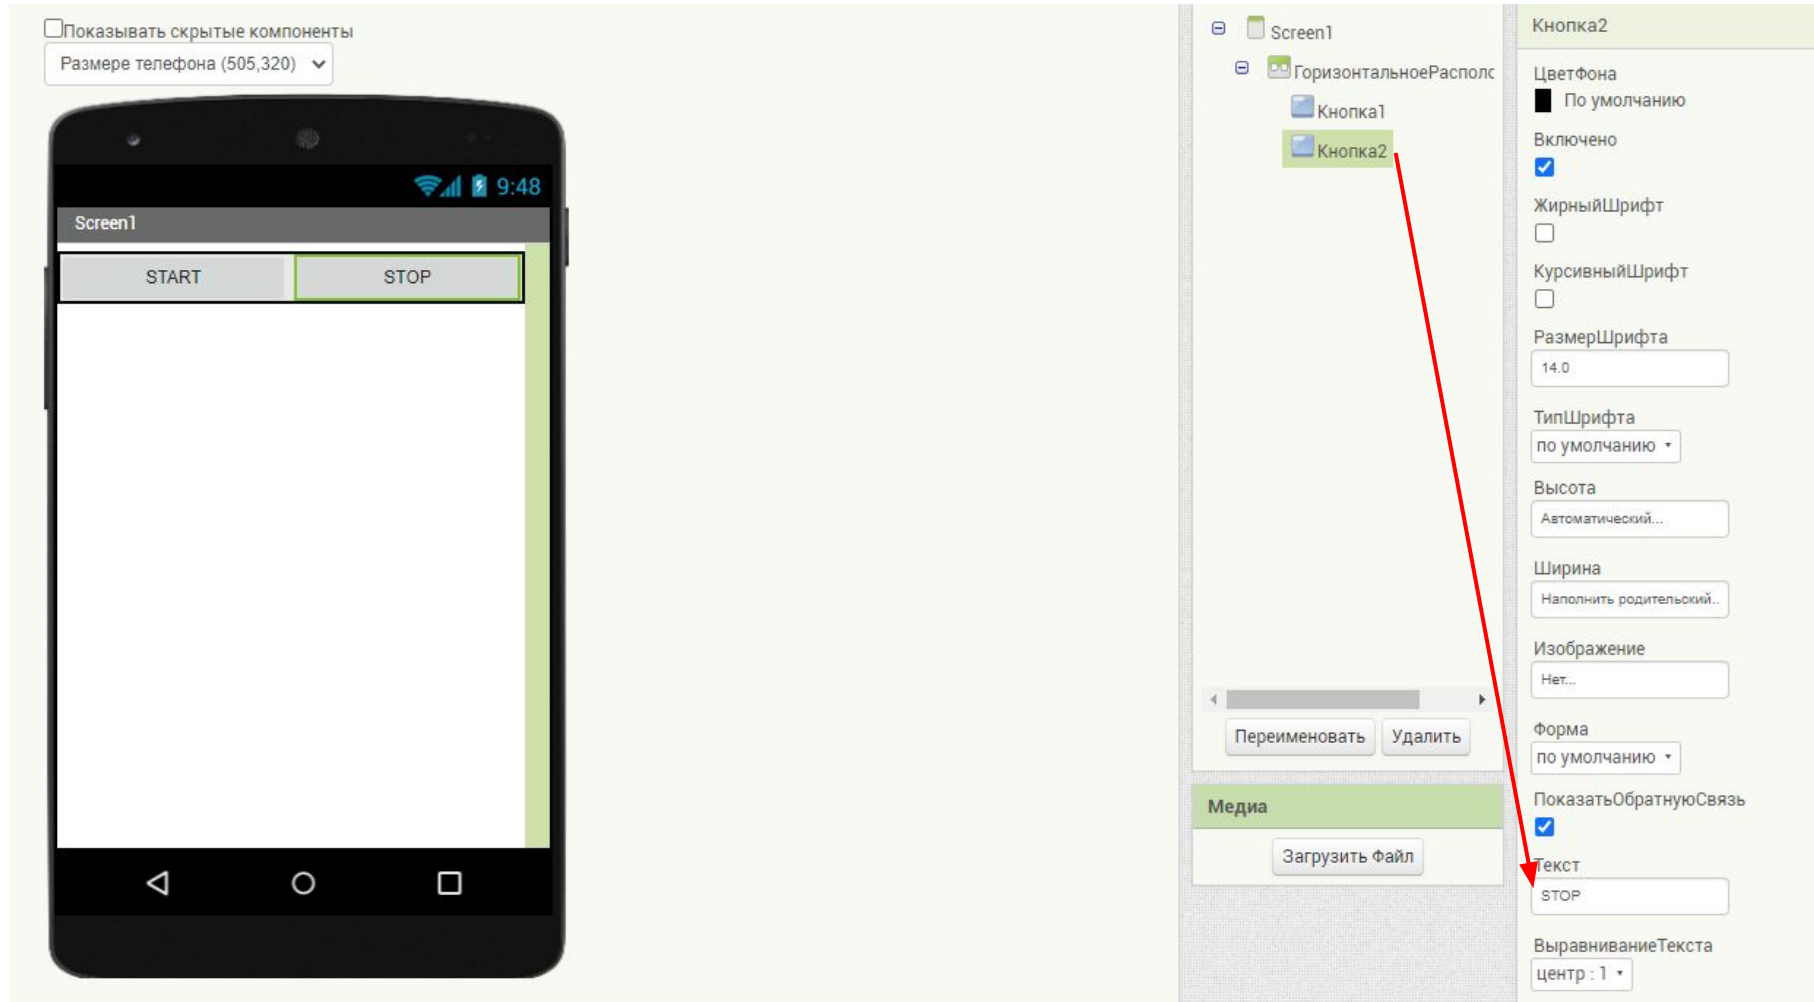 Показывать скрытые компоненты
Размере телефона (505,320)
9:48
Screen1
START
STOP
Screen1
ГоризонтальноеРасполо
Кнопка1
Кнопка2
Переименовать
Удалить
Медиа
Загрузить Файл
Кнопка2
ЦветФона
По умолчанию
Включено
ЖирныйШрифт
КурсивныйШрифт
РазмерШрифта
14.0
ТипШрифта
по умолчанию
Высота
Автоматический...
Ширина
Наполнить родительский..
Изображение
Нет...
Форма
по умолчанию
ПоказатьОбратнуюСвязь
Текст
STOP
ВыравниваниеТекста
центр : 1